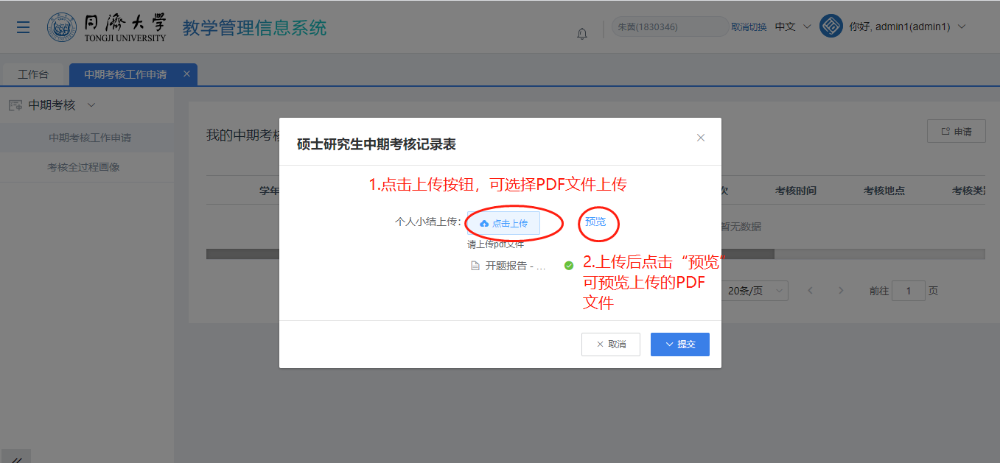 同濟大學
TONGJI UNIVERSITY
教学管理信息系统
朱茵(1830346)
取消切换
中文
你好, admin1(admin1)
工作台
中期考核工作申请
中期考核
中期考核工作申请
考核全过程画像
我的中期考核
申请
硕士研究生中期考核记录表
1.点击上传按钮，可选择PDF文件上传
学年
次
考核时间
考核地点
考核类别
个人小结上传：
点击上传
预览
暂无数据
请上传pdf文件
开题报告 - ...
2.上传后点击“预览”
可预览上传的PDF
文件
20条/页
前往
1
页
取消
提交